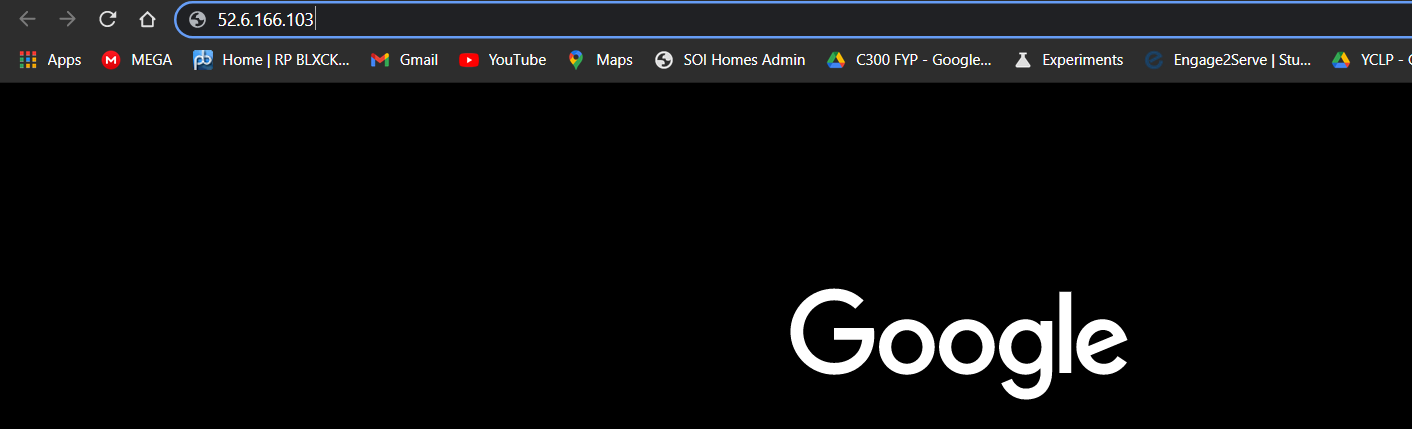 52.6.166.103
Apps MEGA Home | RP BLXCK... Gmail YouTube Maps SOI Homes Admin C300 FYP - Google... Experiments Engage2Serve | Stu... YCLP - G
Google